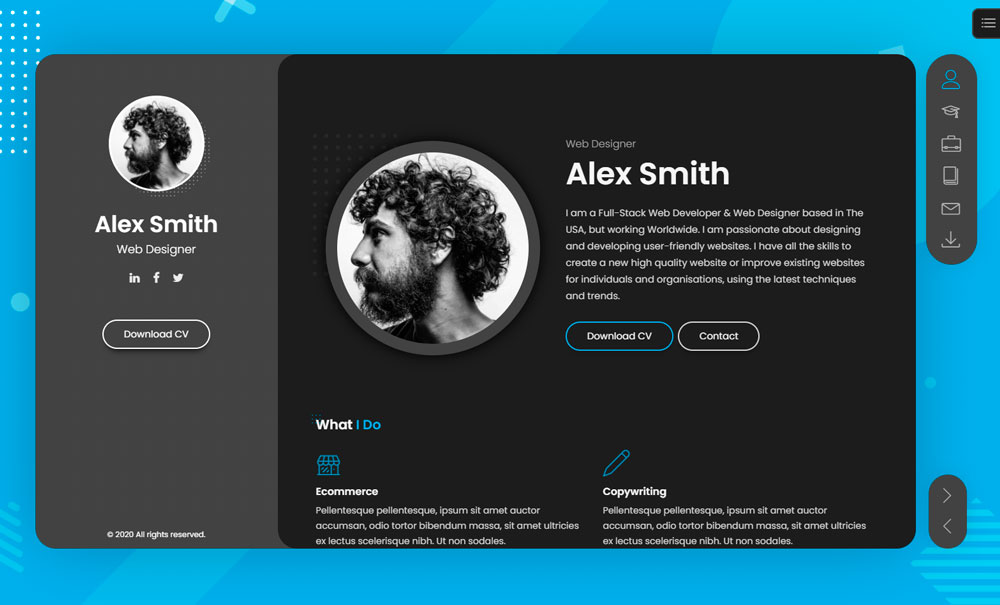 Alex Smith
Web Designer
Download CV
© 2020 All rights reserved.
Web Designer
Alex Smith
I am a Full-Stack Web Developer & Web Designer based in The
USA, but working Worldwide. I am passionate about designing
and developing user-friendly websites. I have all the skills to
create a new high quality website or improve existing websites
for individuals and organisations, using the latest techniques
and trends.
Download CV
Contact
What I Do
Ecommerce
Pellentesque pellentesque, ipsum sit amet auctor
accumsan, odio tortor bibendum massa, sit amet ultricies
ex lectus scelerisque nibh. Ut non sodales.
Copywriting
Pellentesque pellentesque, ipsum sit amet auctor
accumsan, odio tortor bibendum massa, sit amet ultricies
ex lectus scelerisque nibh. Ut non sodales.